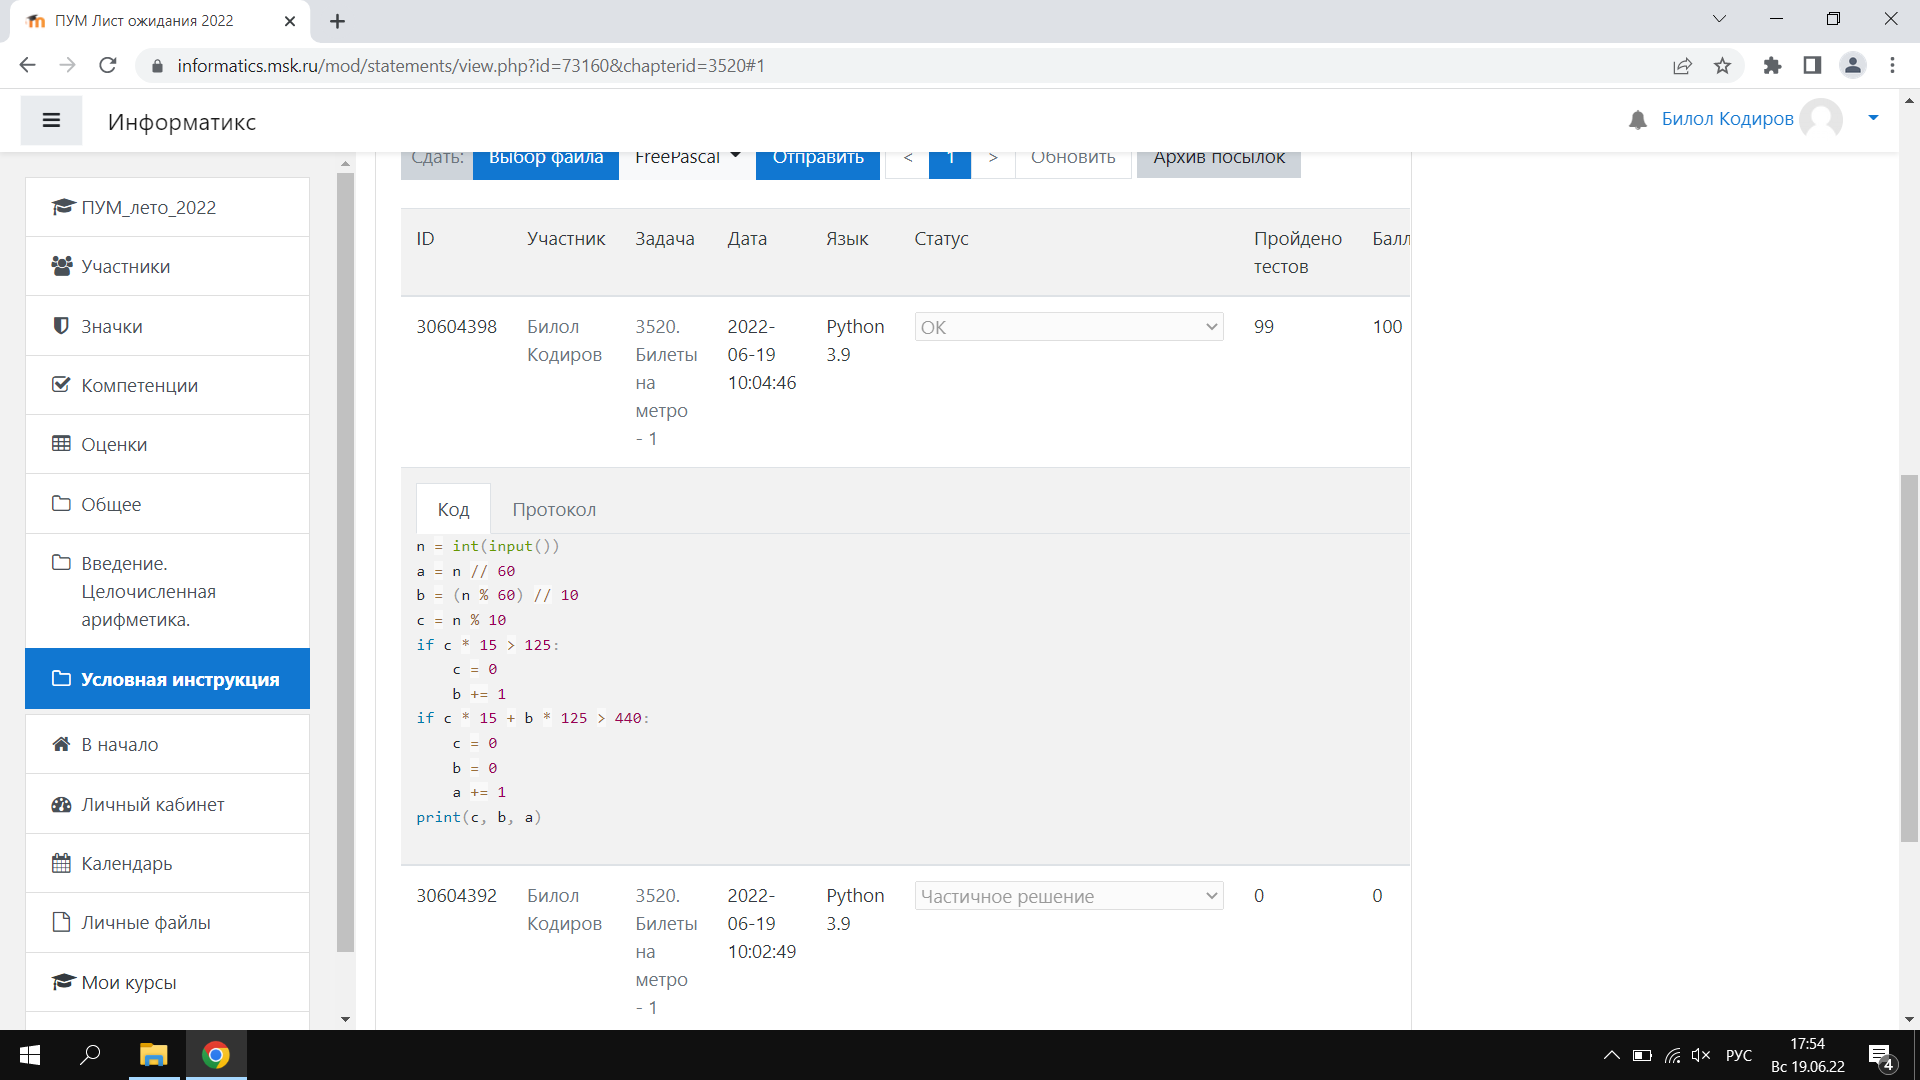 ПУМ Лист ожидания 2022
informatics.msk.ru/mod/statements/view.php?id=73160&chapterid=3520#1
Информатикс
Билол Кодиров
ПУМ_лето_2022
Участники
Значки
Компетенции
Оценки
Общее
Введение.
Целочисленная
арифметика.
Условная инструкция
В начало
Личный кабинет
Календарь
Личные файлы
Мои курсы
Сдать: Выбор файла FreePascal Отправить < 1 > Обновить Архив посылок
ID Участник Задача Дата Язык Статус Пройдено Балл
тестов
30604398 Билол 3520. 2022- Python OK 99 100
Кодиров Билеты 06-19 3.9
на 10:04:46
метро
- 1
Код Протокол
n = int(input())
a = n // 60
b = (n % 60) // 10
c = n % 10
if c * 15 > 125:
    c = 0
    b += 1
if c * 15 + b * 125 > 440:
    c = 0
    b = 0
    a += 1
print(c, b, a)
30604392 Билол 3520. 2022- Python Частичное решение 0 0
Кодиров Билеты 06-19 3.9
на 10:02:49
метро
- 1
РУС
17:54
Вс 19.06.22
4